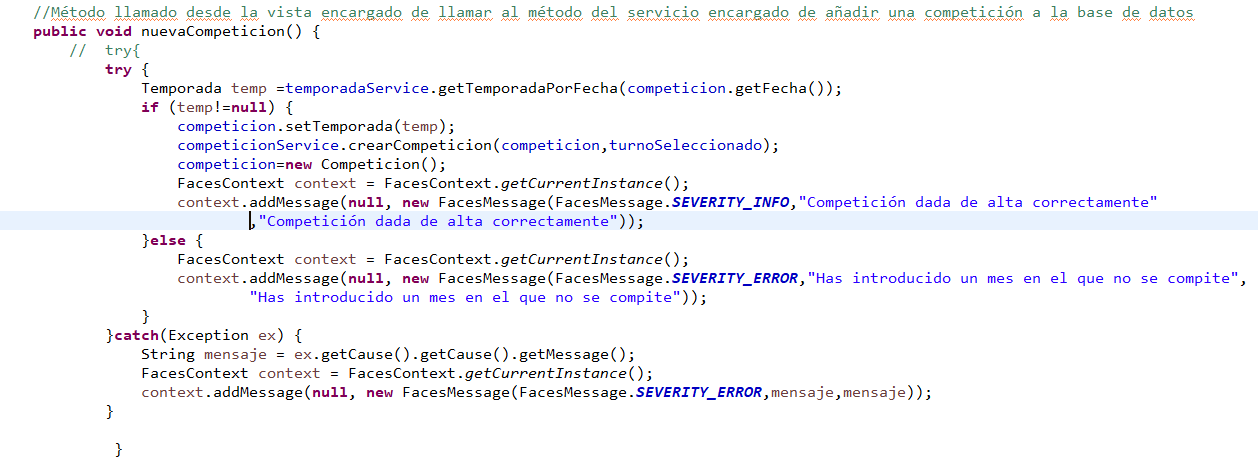 //Método llamado desde la vista encargado de llamar al método del servicio encargado de añadir una competición a la base de datos
public void nuevaCompeticion() {
//  try{
try {
Temporada temp =temporadaService.getTemporadaPorFecha(competicion.getFecha());
if (temp!=null) {
competicion.setTemporada(temp);
competicionService.crearCompeticion(competicion,turnoSeleccionado);
competicion=new Competicion();
FacesContext context = FacesContext.getCurrentInstance();
context.addMessage(null, new FacesMessage(FacesMessage.SEVERITY_INFO,"Competición dada de alta correctamente"
,"Competición dada de alta correctamente"));
}else {
FacesContext context = FacesContext.getCurrentInstance();
context.addMessage(null, new FacesMessage(FacesMessage.SEVERITY_ERROR,"Has introducido un mes en el que no se compite",
"Has introducido un mes en el que no se compite"));
}
}catch(Exception ex) {
String mensaje = ex.getCause().getCause().getMessage();
FacesContext context = FacesContext.getCurrentInstance();
context.addMessage(null, new FacesMessage(FacesMessage.SEVERITY_ERROR,mensaje,mensaje));
}
}